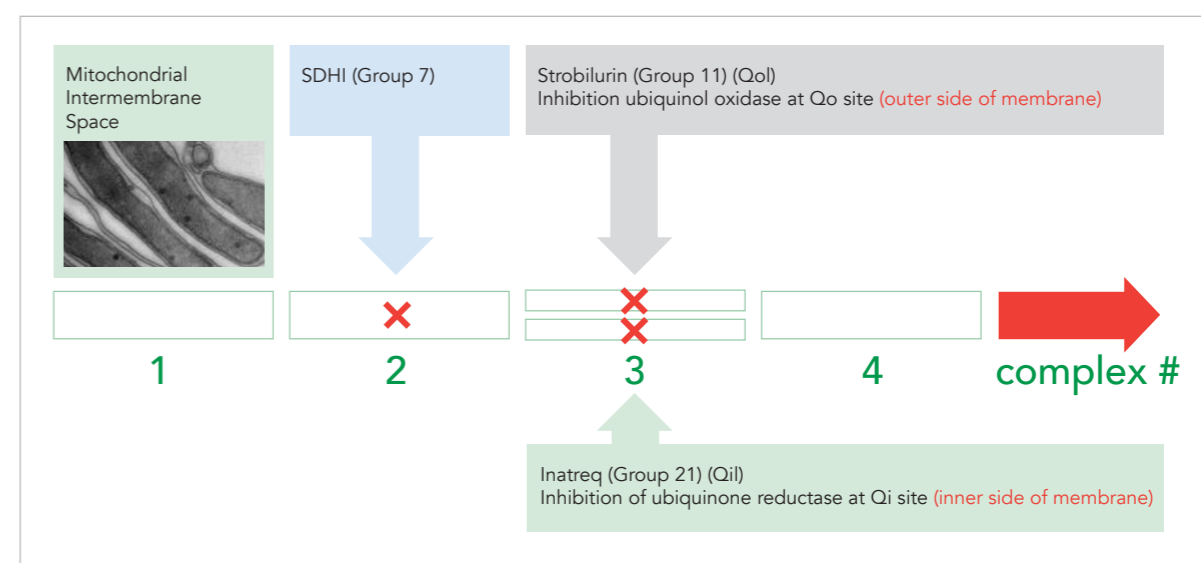 Mitochondrial
Intermembrane
Space
SDHI (Group 7)
Strobilurin (Group 11) (QoI)
Inhibition ubiquinol oxidase at Qo site (outer side of membrane)
1
2
3
4
complex #
Inatreq (Group 21) (QiI)
Inhibition of ubiquinone reductase at Qi site (inner side of membrane)